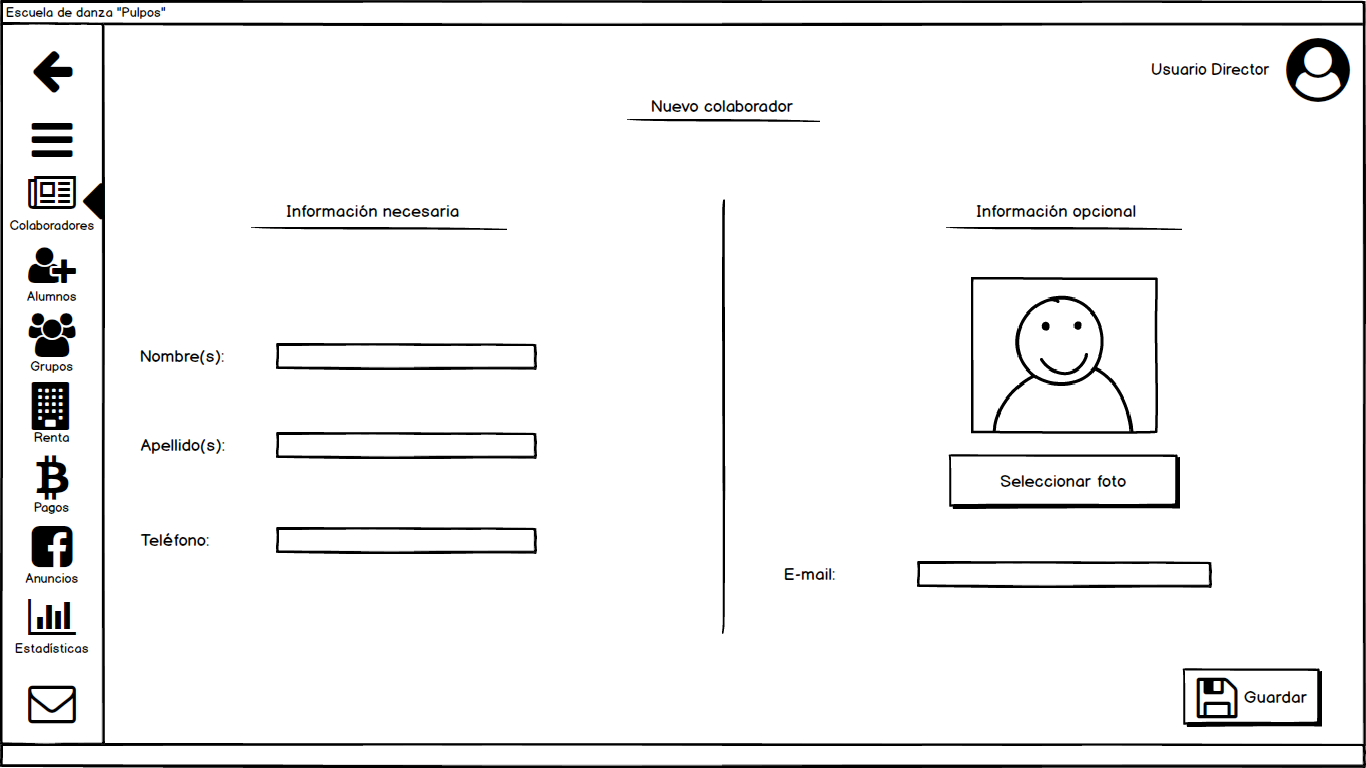 Escuela de danza "Pulpos"
Usuario Director
Nuevo colaborador
Colaboradores
Alumnos
Grupos
Renta
Pagos
Anuncios
Estadísticas
Información necesaria
Nombre(s):
Apellido(s):
Teléfono:
Información opcional
Seleccionar foto
E-mail:
Guardar